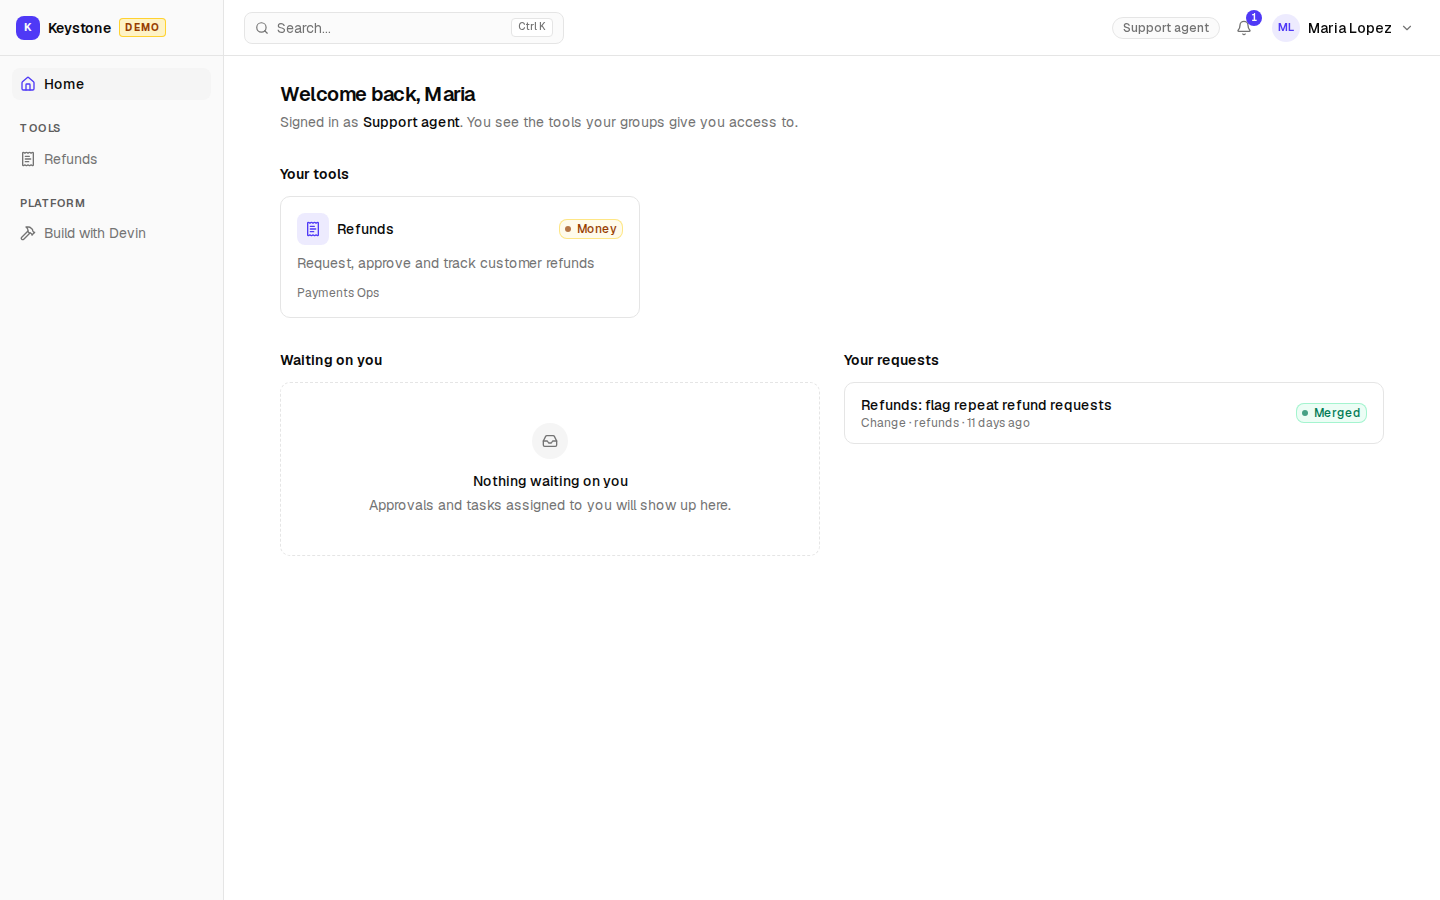 K Keystone DEMO
Search... Ctrl K
Support agent
1
ML Maria Lopez
Home
TOOLS
Refunds
PLATFORM
Build with Devin
Welcome back, Maria
Signed in as Support agent. You see the tools your groups give you access to.
Your tools
Refunds Money
Request, approve and track customer refunds
Payments Ops
Waiting on you
Nothing waiting on you
Approvals and tasks assigned to you will show up here.
Your requests
Refunds: flag repeat refund requests
Change · refunds · 11 days ago
Merged